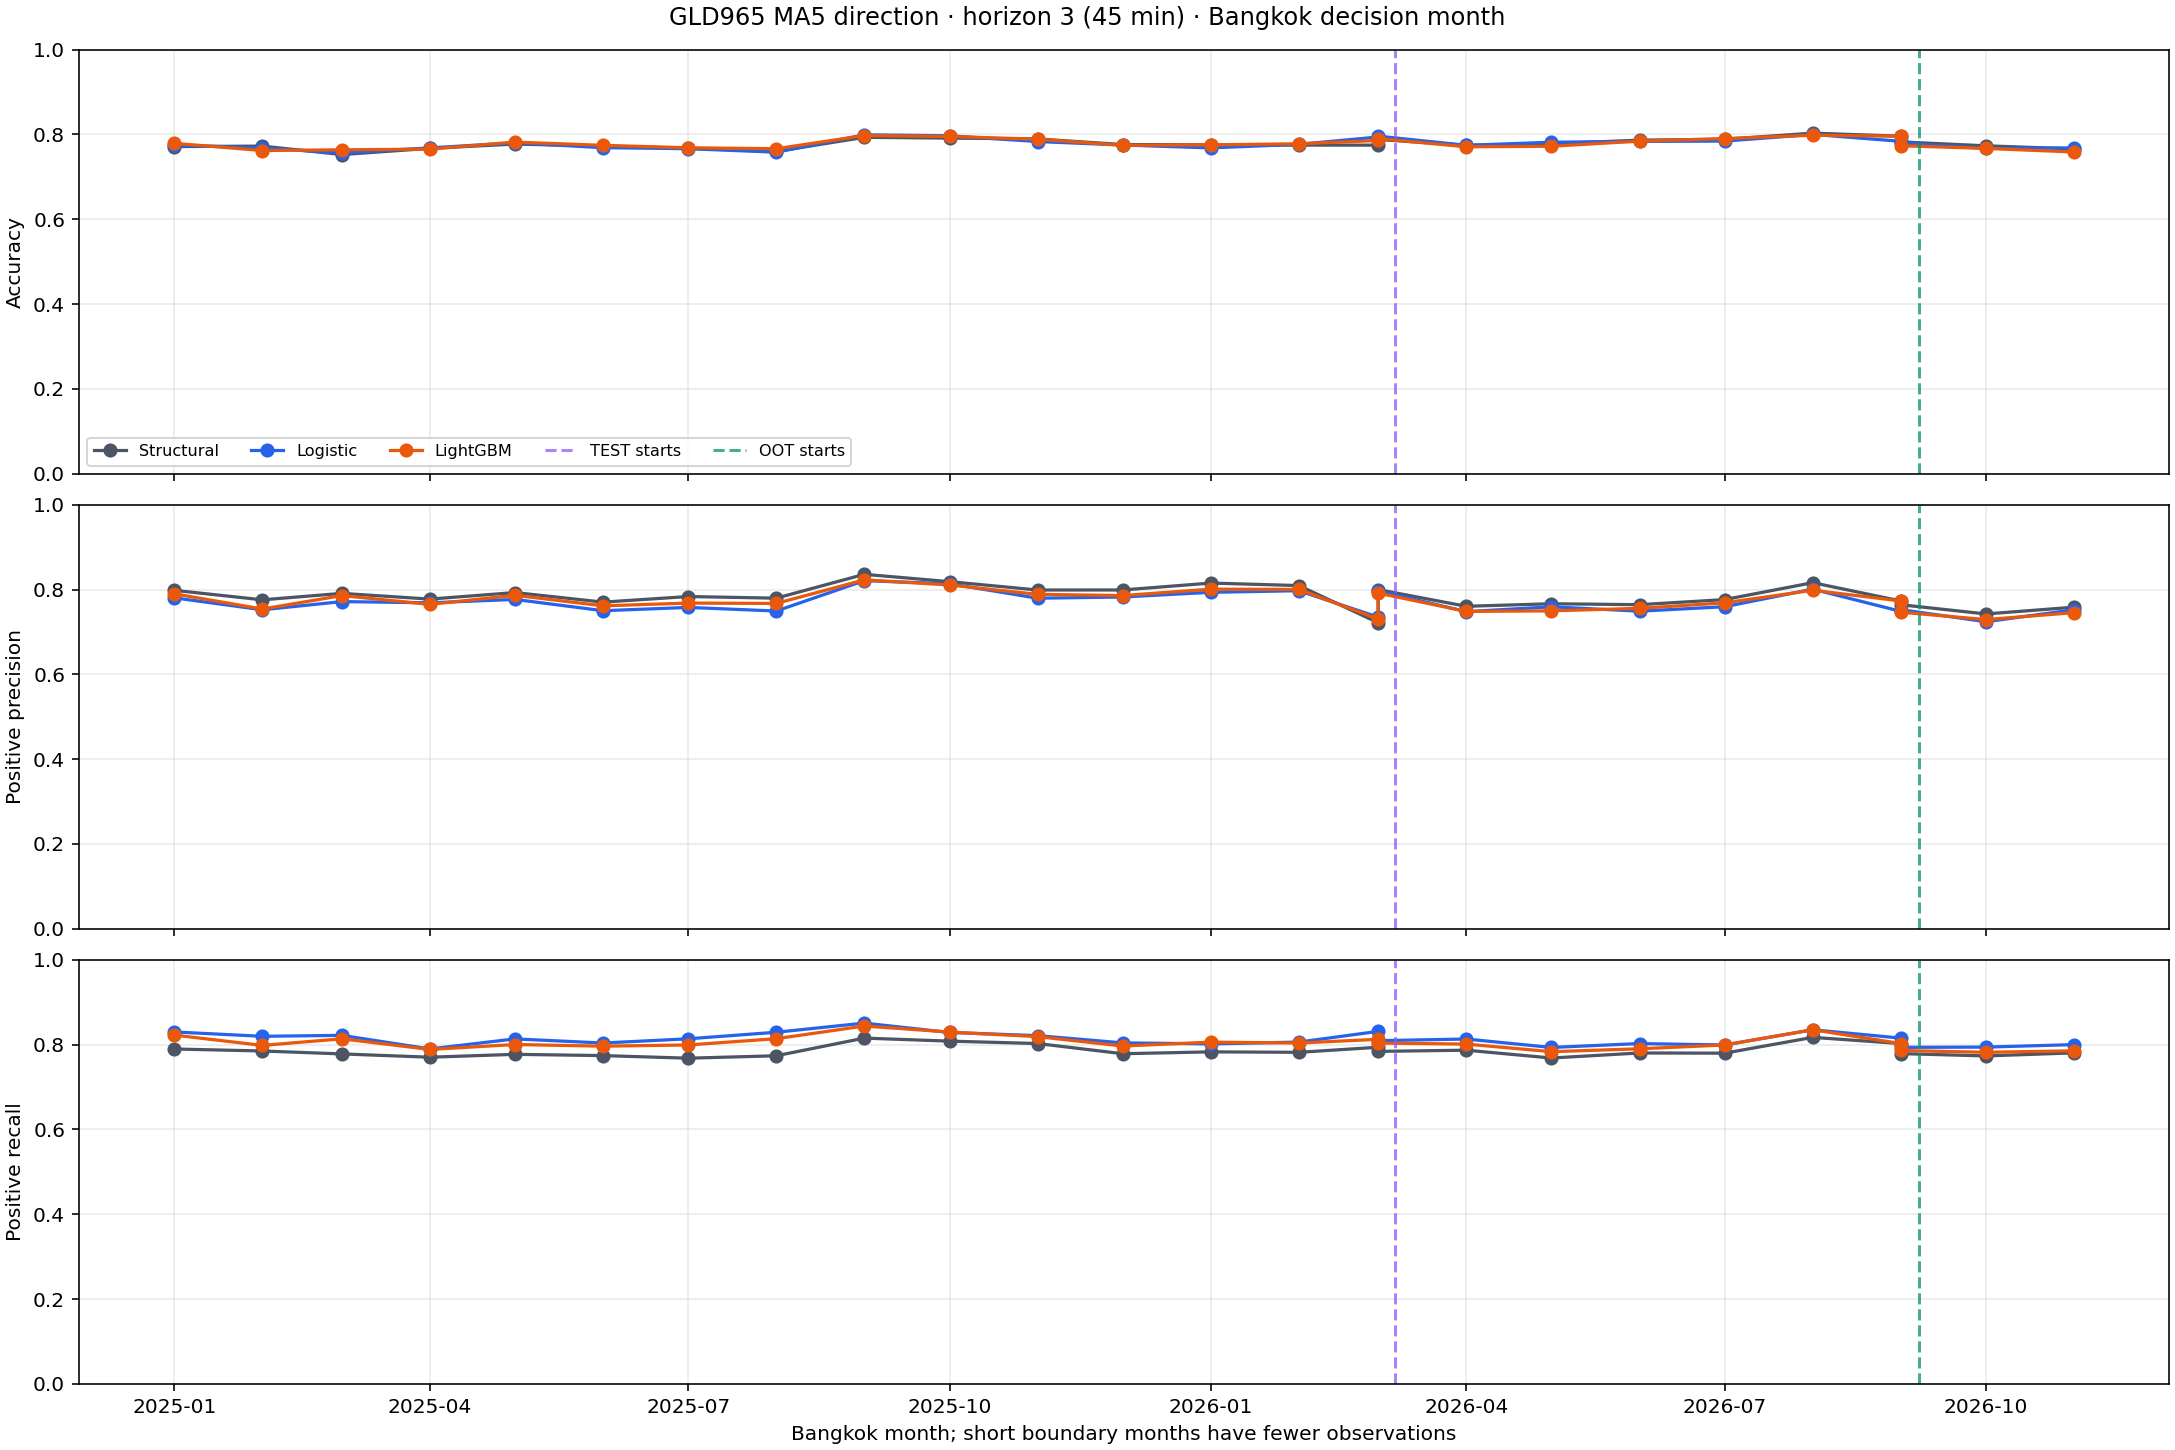 GLD965 MA5 direction · horizon 3 (45 min) · Bangkok decision month
1.0
0.8
0.6
0.4
0.2
0.0
Accuracy
Structural Logistic LightGBM TEST starts OOT starts
1.0
0.8
0.6
0.4
0.2
0.0
Positive precision
1.0
0.8
0.6
0.4
0.2
0.0
Positive recall
2025-01 2025-04 2025-07 2025-10 2026-01 2026-04 2026-07 2026-10
Bangkok month; short boundary months have fewer observations